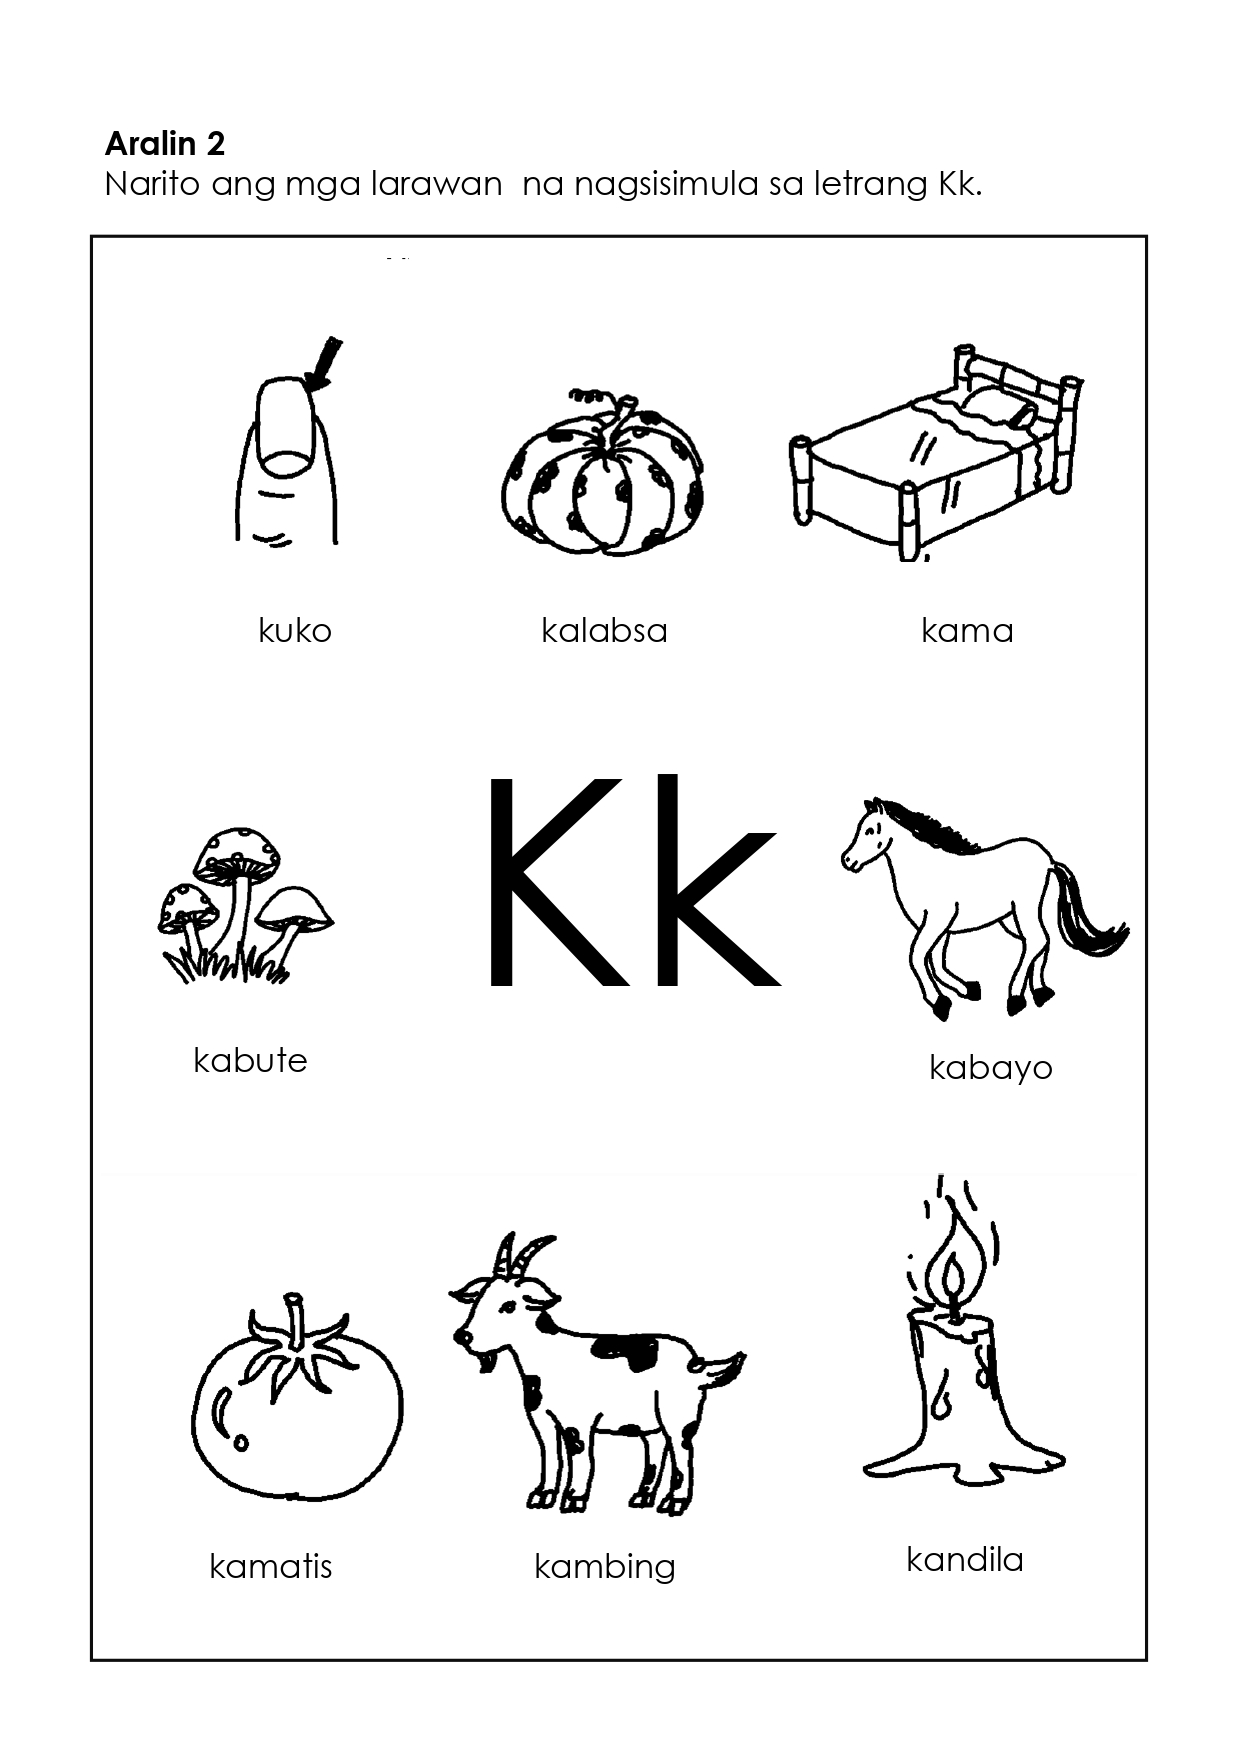 Aralin 2
Narito ang mga larawan na nagsisimula sa letrang Kk.
kuko kalabsa kama
Kk
kabute kabayo
kamatis kambing kandila